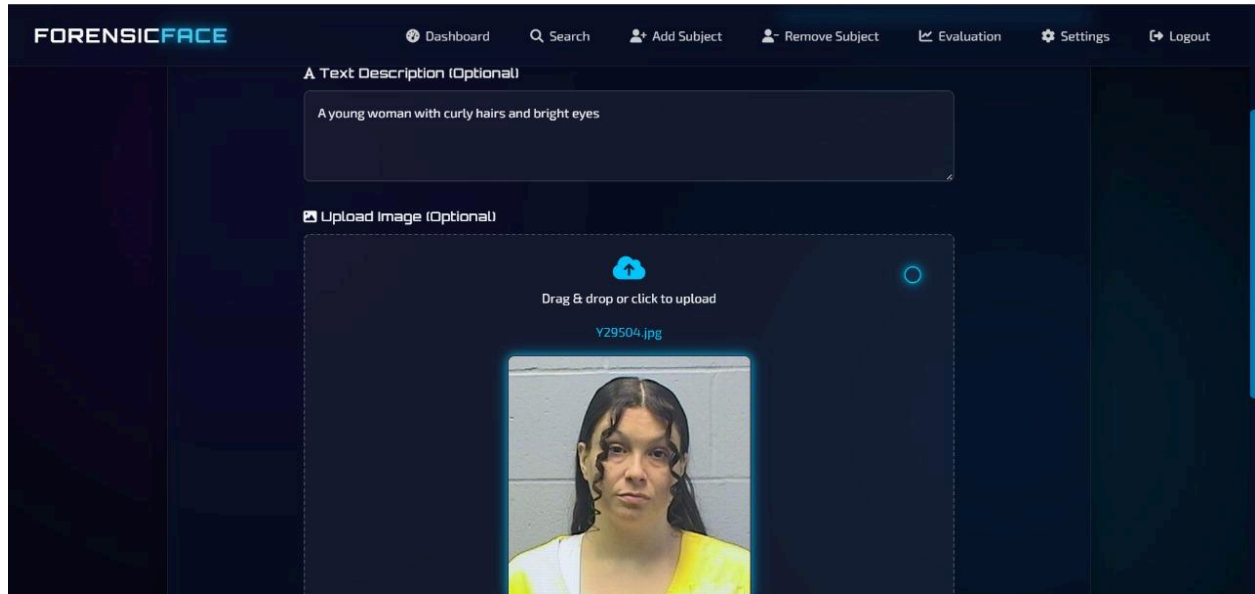 FORENSICFACE
Dashboard Search Add Subject Remove Subject Evaluation Settings Logout
Text Description (Optional)
A young woman with curly hairs and bright eyes
Upload Image (Optional)
Drag & drop or click to upload
Y29504.jpg